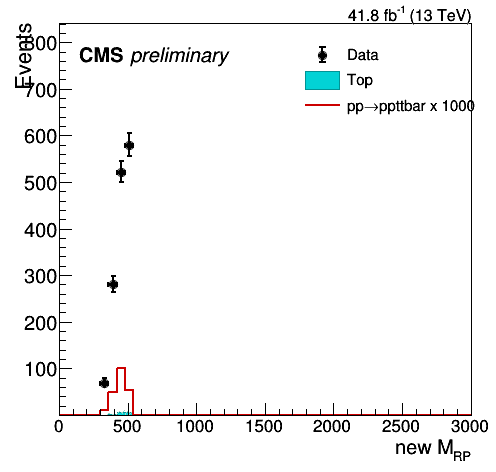 41.8 fb⁻¹ (13 TeV)
CMS preliminary
Events
Data
Top
pp→ppttbar x 1000
800
700
600
500
400
300
200
100
0 500 1000 1500 2000 2500 3000
new M_RP